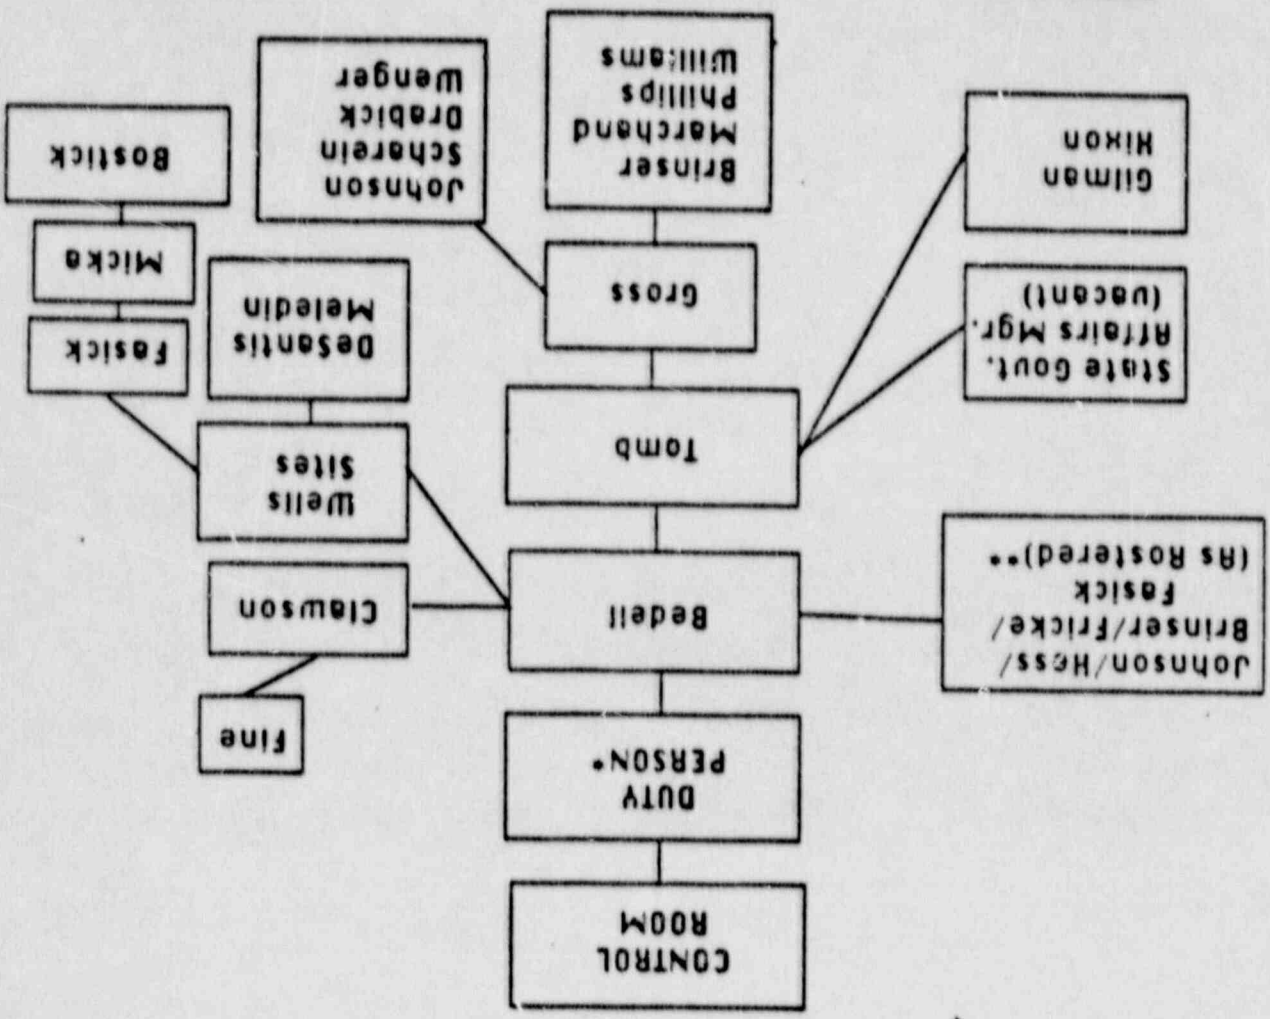 CONTROL
ROOM
DUTY
PERSON*
Fine
Johnson/Hess/
Brinser/Fricke/
Fasick
(As Rostered)**
Bedell
Clawson
Wells
Sites
State Govt.
Affairs Mgr.
(vacant)
Tomb
DeSantis
Meledin
Fasick
Gilman
Hixon
Gross
Micka
Brinser
Marchand
Phillips
Williams
Johnson
Scharein
Drabick
Wenger
Bostick